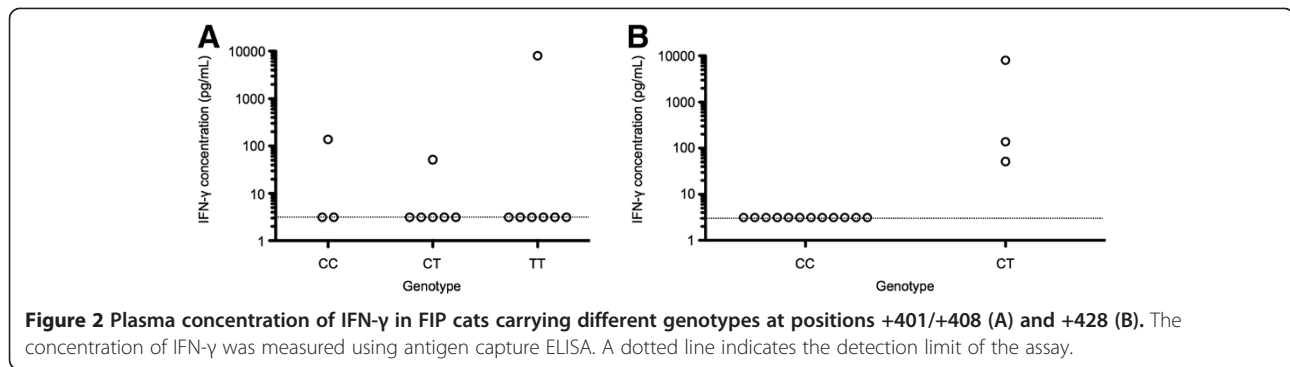 A
IFN-γ concentration (pg/mL)
10000
1000
100
10
1
CC CT TT
Genotype
B
IFN-γ concentration (pg/mL)
10000
1000
100
10
1
CC CT
Genotype
Figure 2 Plasma concentration of IFN-γ in FIP cats carrying different genotypes at positions +401/+408 (A) and +428 (B). The
concentration of IFN-γ was measured using antigen capture ELISA. A dotted line indicates the detection limit of the assay.